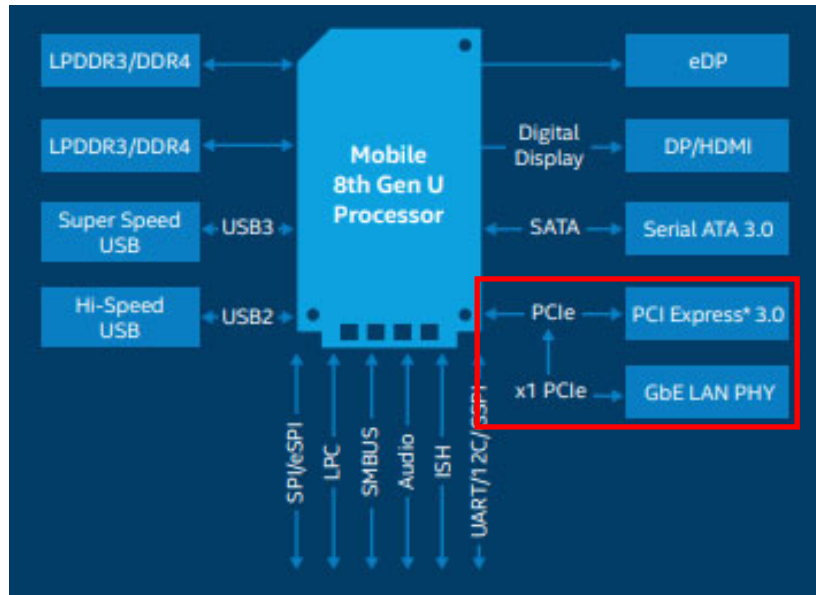 LPDDR3/DDR4
LPDDR3/DDR4
Super Speed
USB
USB3
Hi-Speed
USB
USB2
Mobile
8th Gen U
Processor
eDP
Digital
Display
DP/HDMI
SATA
Serial ATA 3.0
PCIe
PCI Express* 3.0
x1 PCIe
GbE LAN PHY
SPI/eSPI
LPC
SMBUS
Audio
ISH
UART/12C/GSPI